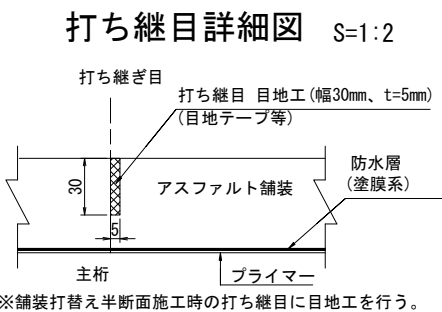 打ち継目詳細図 S=1:2
打ち継ぎ目
打ち継目 目地工(幅30mm、t=5mm)
(目地テープ等)
防水層
(塗膜系)
30
アスファルト舗装
5
主桁
プライマー
※舗装打替え半断面施工時の打ち継目に目地工を行う。